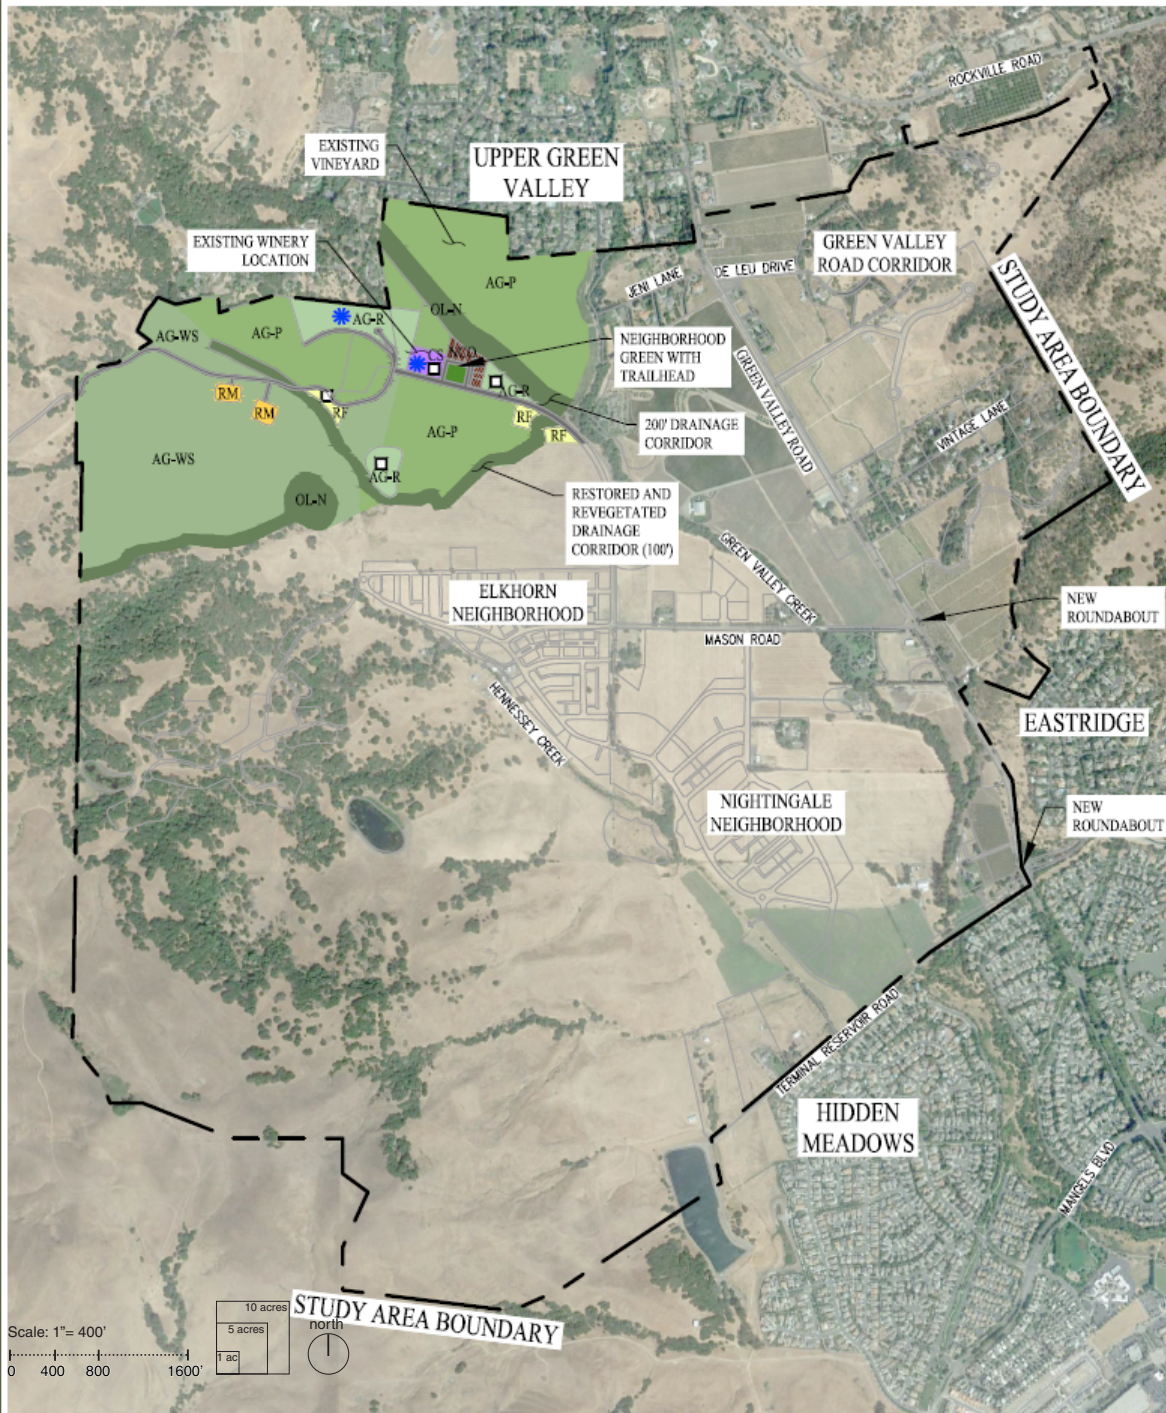 ROCKVILLE ROAD
EXISTING
VINEYARD
UPPER GREEN
VALLEY
EXISTING WINERY
LOCATION
GREEN VALLEY
ROAD CORRIDOR
STUDY AREA BOUNDARY
JENI LANE
DE LEU DRIVE
AG-P
OL-N
AG-WS
AG-P
AG-R
CS
NEIGHBORHOOD
GREEN WITH
TRAILHEAD
GREEN VALLEY ROAD
AG-R
RM
RM
RF
RF
RF
200' DRAINAGE
CORRIDOR
VINTAGE LANE
AG-P
AG-WS
AG-R
OL-N
RESTORED AND
REVEGETATED
DRAINAGE
CORRIDOR (100')
GREEN VALLEY CREEK
ELKHORN
NEIGHBORHOOD
NEW
ROUNDABOUT
MASON ROAD
HENNESSEY CREEK
EASTRIDGE
NIGHTINGALE
NEIGHBORHOOD
NEW
ROUNDABOUT
TERMINAL RESERVOIR ROAD
HIDDEN
MEADOWS
MANGELS BLVD
STUDY AREA BOUNDARY
Scale: 1"= 400'
0 400 800 1600'
10 acres
5 acres
1 ac
north